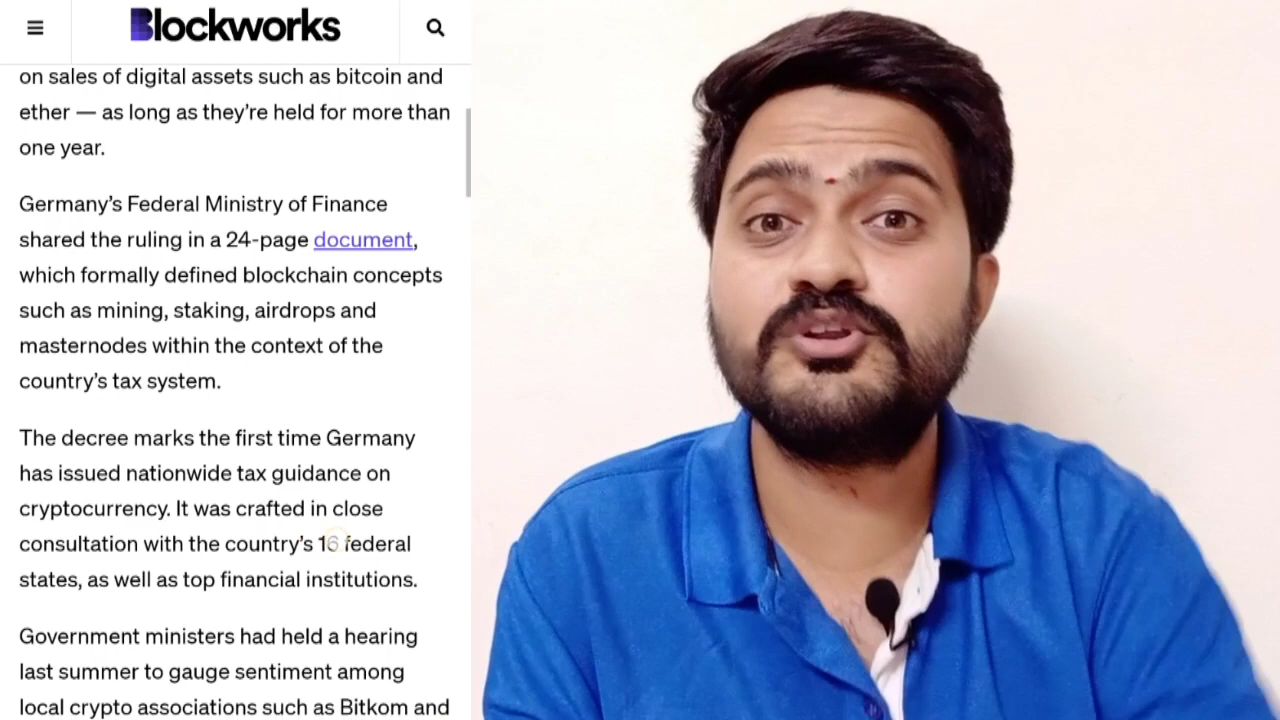 Blockworks
on sales of digital assets such as bitcoin and
ether — as long as they’re held for more than
one year.
Germany’s Federal Ministry of Finance
shared the ruling in a 24-page document,
which formally defined blockchain concepts
such as mining, staking, airdrops and
masternodes within the context of the
country’s tax system.
The decree marks the first time Germany
has issued nationwide tax guidance on
cryptocurrency. It was crafted in close
consultation with the country’s 16 federal
states, as well as top financial institutions.
Government ministers had held a hearing
last summer to gauge sentiment among
local crypto associations such as Bitkom and